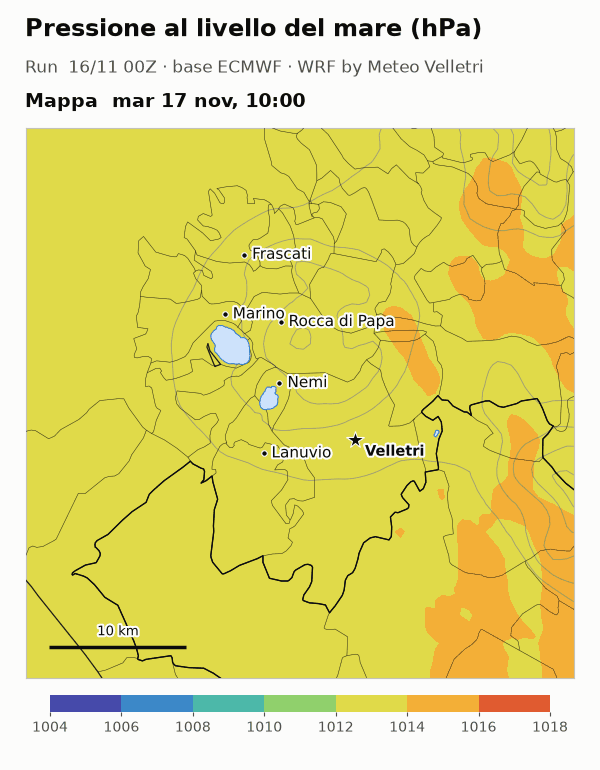 Pressione al livello del mare (hPa)
Run  16/11 00Z · base ECMWF · WRF by Meteo Velletri
Mappa  mar 17 nov, 10:00
Frascati
Marino
Rocca di Papa
Nemi
Velletri
Lanuvio
10 km
1004 1006 1008 1010 1012 1014 1016 1018